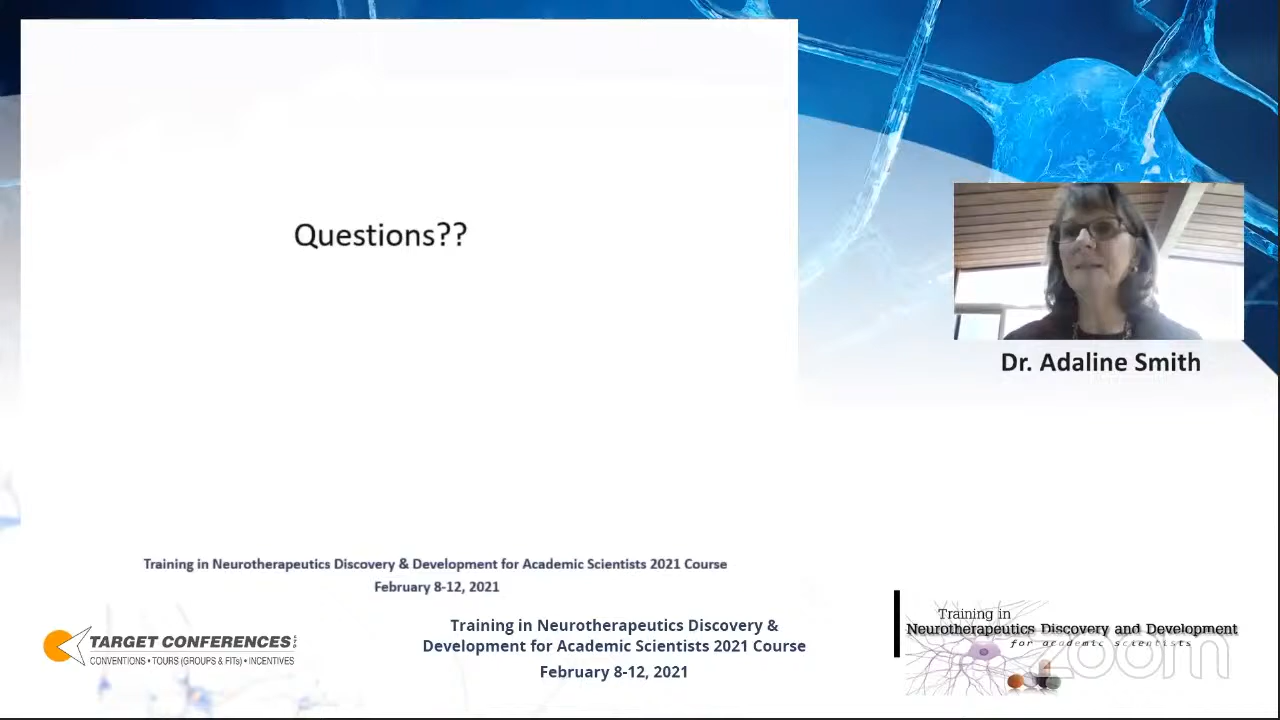 Questions??
Dr. Adaline Smith
Training in Neurotherapeutics Discovery & Development for Academic Scientists 2021 Course
February 8-12, 2021
TARGET CONFERENCES
CONVENTIONS • TOURS (GROUPS & FITs) • INCENTIVES
Training in Neurotherapeutics Discovery &
Development for Academic Scientists 2021 Course
February 8-12, 2021
Training in
Neurotherapeutics Discovery and Development
for academic scientists
zoom